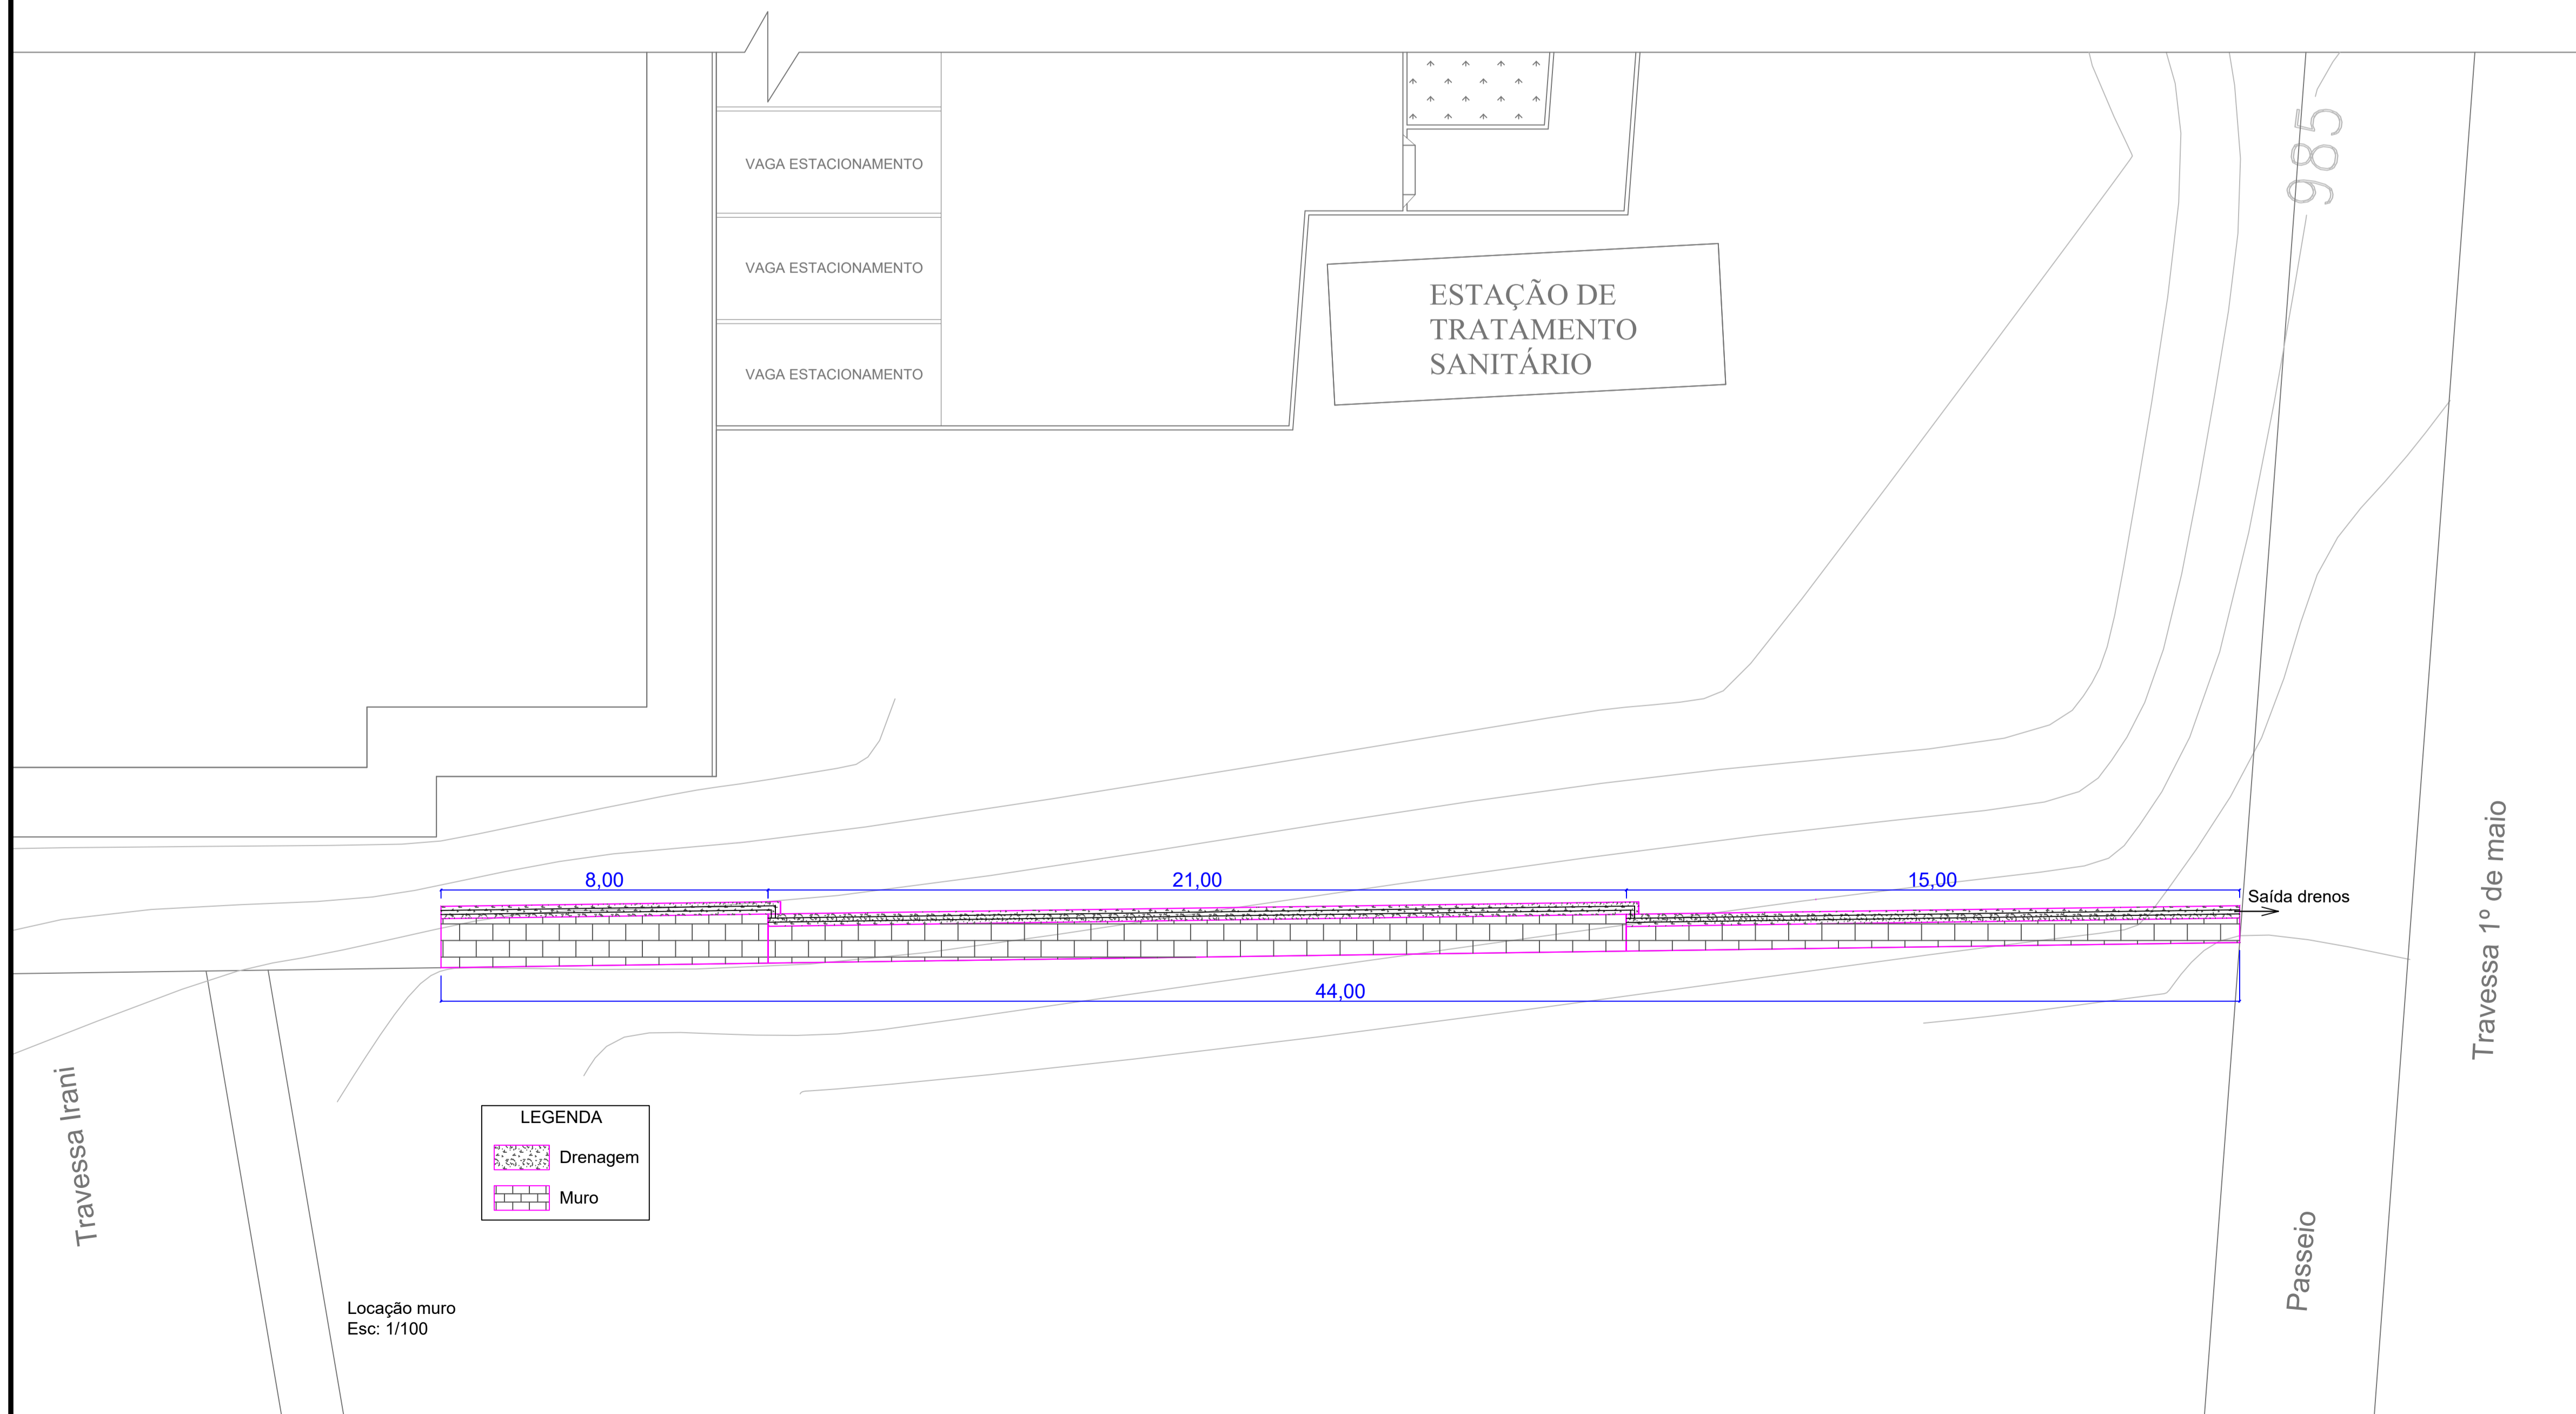 985
VAGA ESTACIONAMENTO
VAGA ESTACIONAMENTO
VAGA ESTACIONAMENTO
ESTAÇÃO DE
TRATAMENTO
SANITÁRIO
8,00
21,00
15,00
Saída drenos
44,00
Travessa 1º de maio
Travessa Irani
LEGENDA
Drenagem
Muro
Passeio
Locação muro
Esc: 1/100